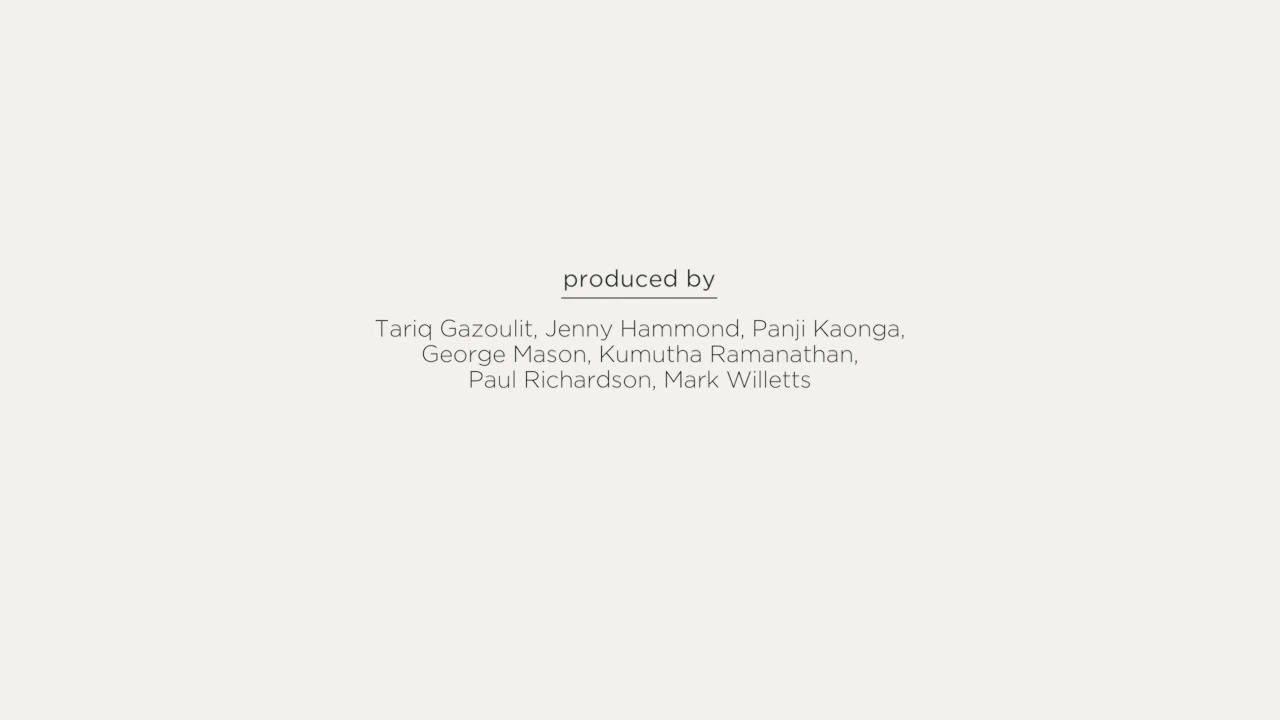 produced by
Tariq Gazoulit, Jenny Hammond, Panji Kaonga,
George Mason, Kumutha Ramanathan,
Paul Richardson, Mark Willetts